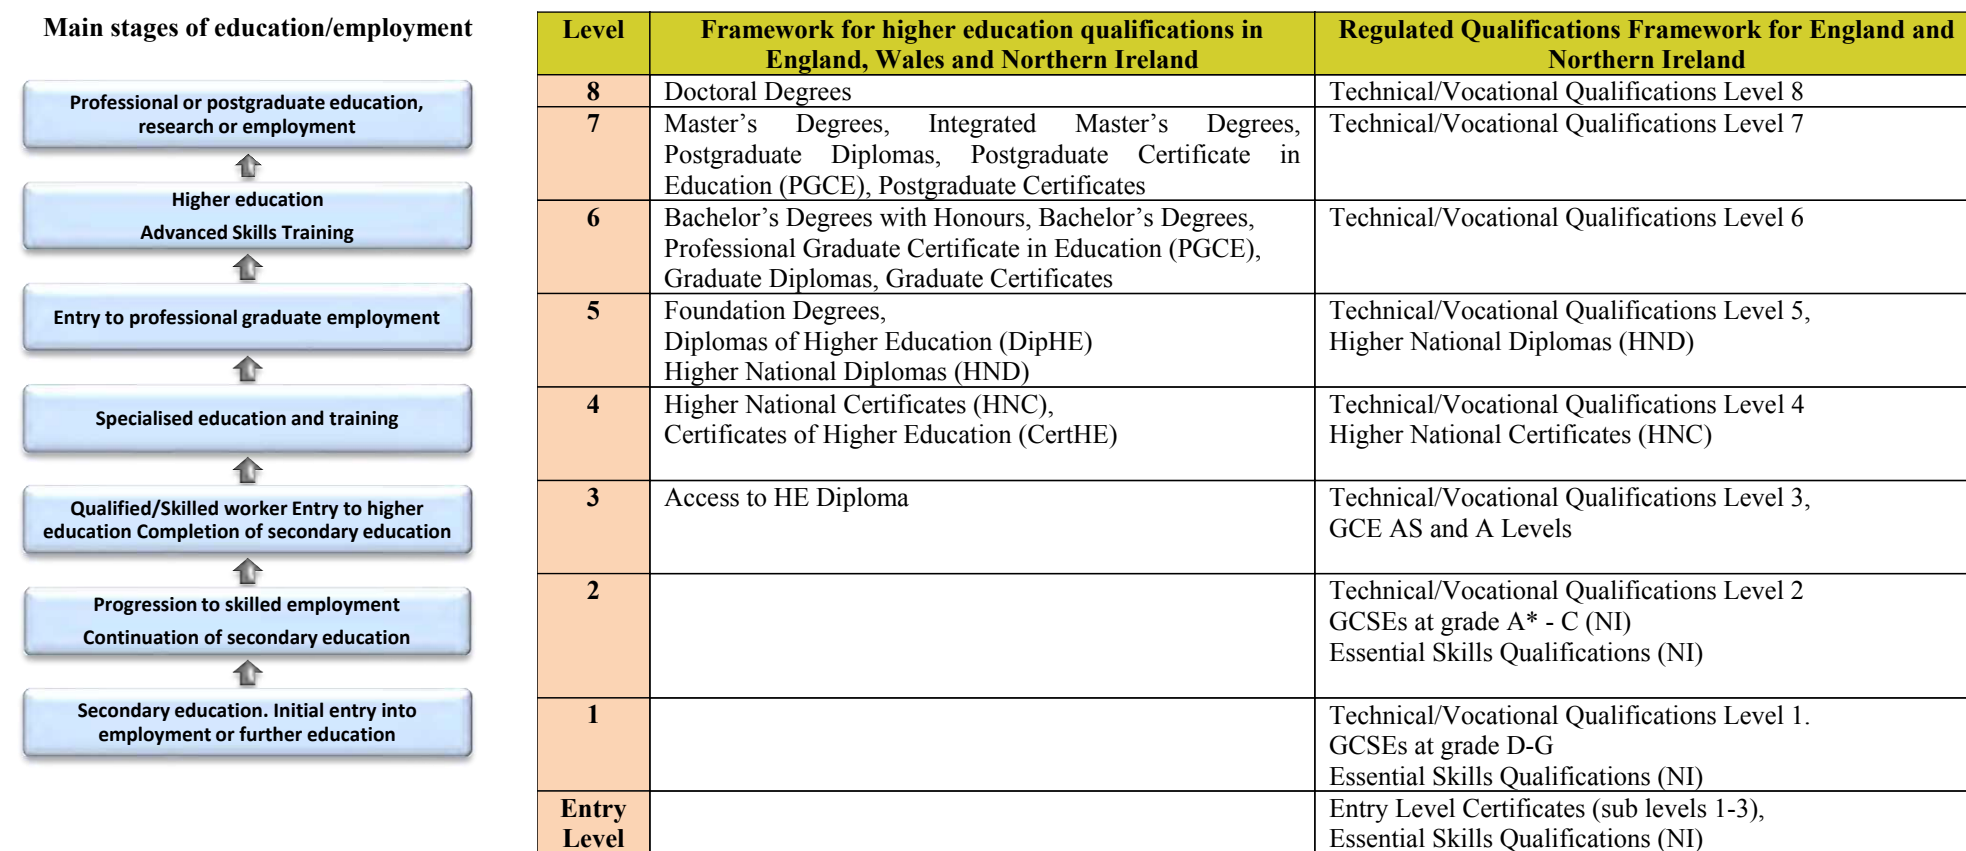 Main stages of education/employment
Professional or postgraduate education,
research or employment
Higher education
Advanced Skills Training
Entry to professional graduate employment
Specialised education and training
Qualified/Skilled worker Entry to higher
education Completion of secondary education
Progression to skilled employment
Continuation of secondary education
Secondary education. Initial entry into
employment or further education
Level
Framework for higher education qualifications in
England, Wales and Northern Ireland
Regulated Qualifications Framework for England and
Northern Ireland
8
Doctoral Degrees
Technical/Vocational Qualifications Level 8
7
Master’s Degrees, Integrated Master’s Degrees,
Postgraduate Diplomas, Postgraduate Certificate in
Education (PGCE), Postgraduate Certificates
Technical/Vocational Qualifications Level 7
6
Bachelor’s Degrees with Honours, Bachelor’s Degrees,
Professional Graduate Certificate in Education (PGCE),
Graduate Diplomas, Graduate Certificates
Technical/Vocational Qualifications Level 6
5
Foundation Degrees,
Diplomas of Higher Education (DipHE)
Higher National Diplomas (HND)
Technical/Vocational Qualifications Level 5,
Higher National Diplomas (HND)
4
Higher National Certificates (HNC),
Certificates of Higher Education (CertHE)
Technical/Vocational Qualifications Level 4
Higher National Certificates (HNC)
3
Access to HE Diploma
Technical/Vocational Qualifications Level 3,
GCE AS and A Levels
2
Technical/Vocational Qualifications Level 2
GCSEs at grade A* - C (NI)
Essential Skills Qualifications (NI)
1
Technical/Vocational Qualifications Level 1.
GCSEs at grade D-G
Essential Skills Qualifications (NI)
Entry
Level
Entry Level Certificates (sub levels 1-3),
Essential Skills Qualifications (NI)